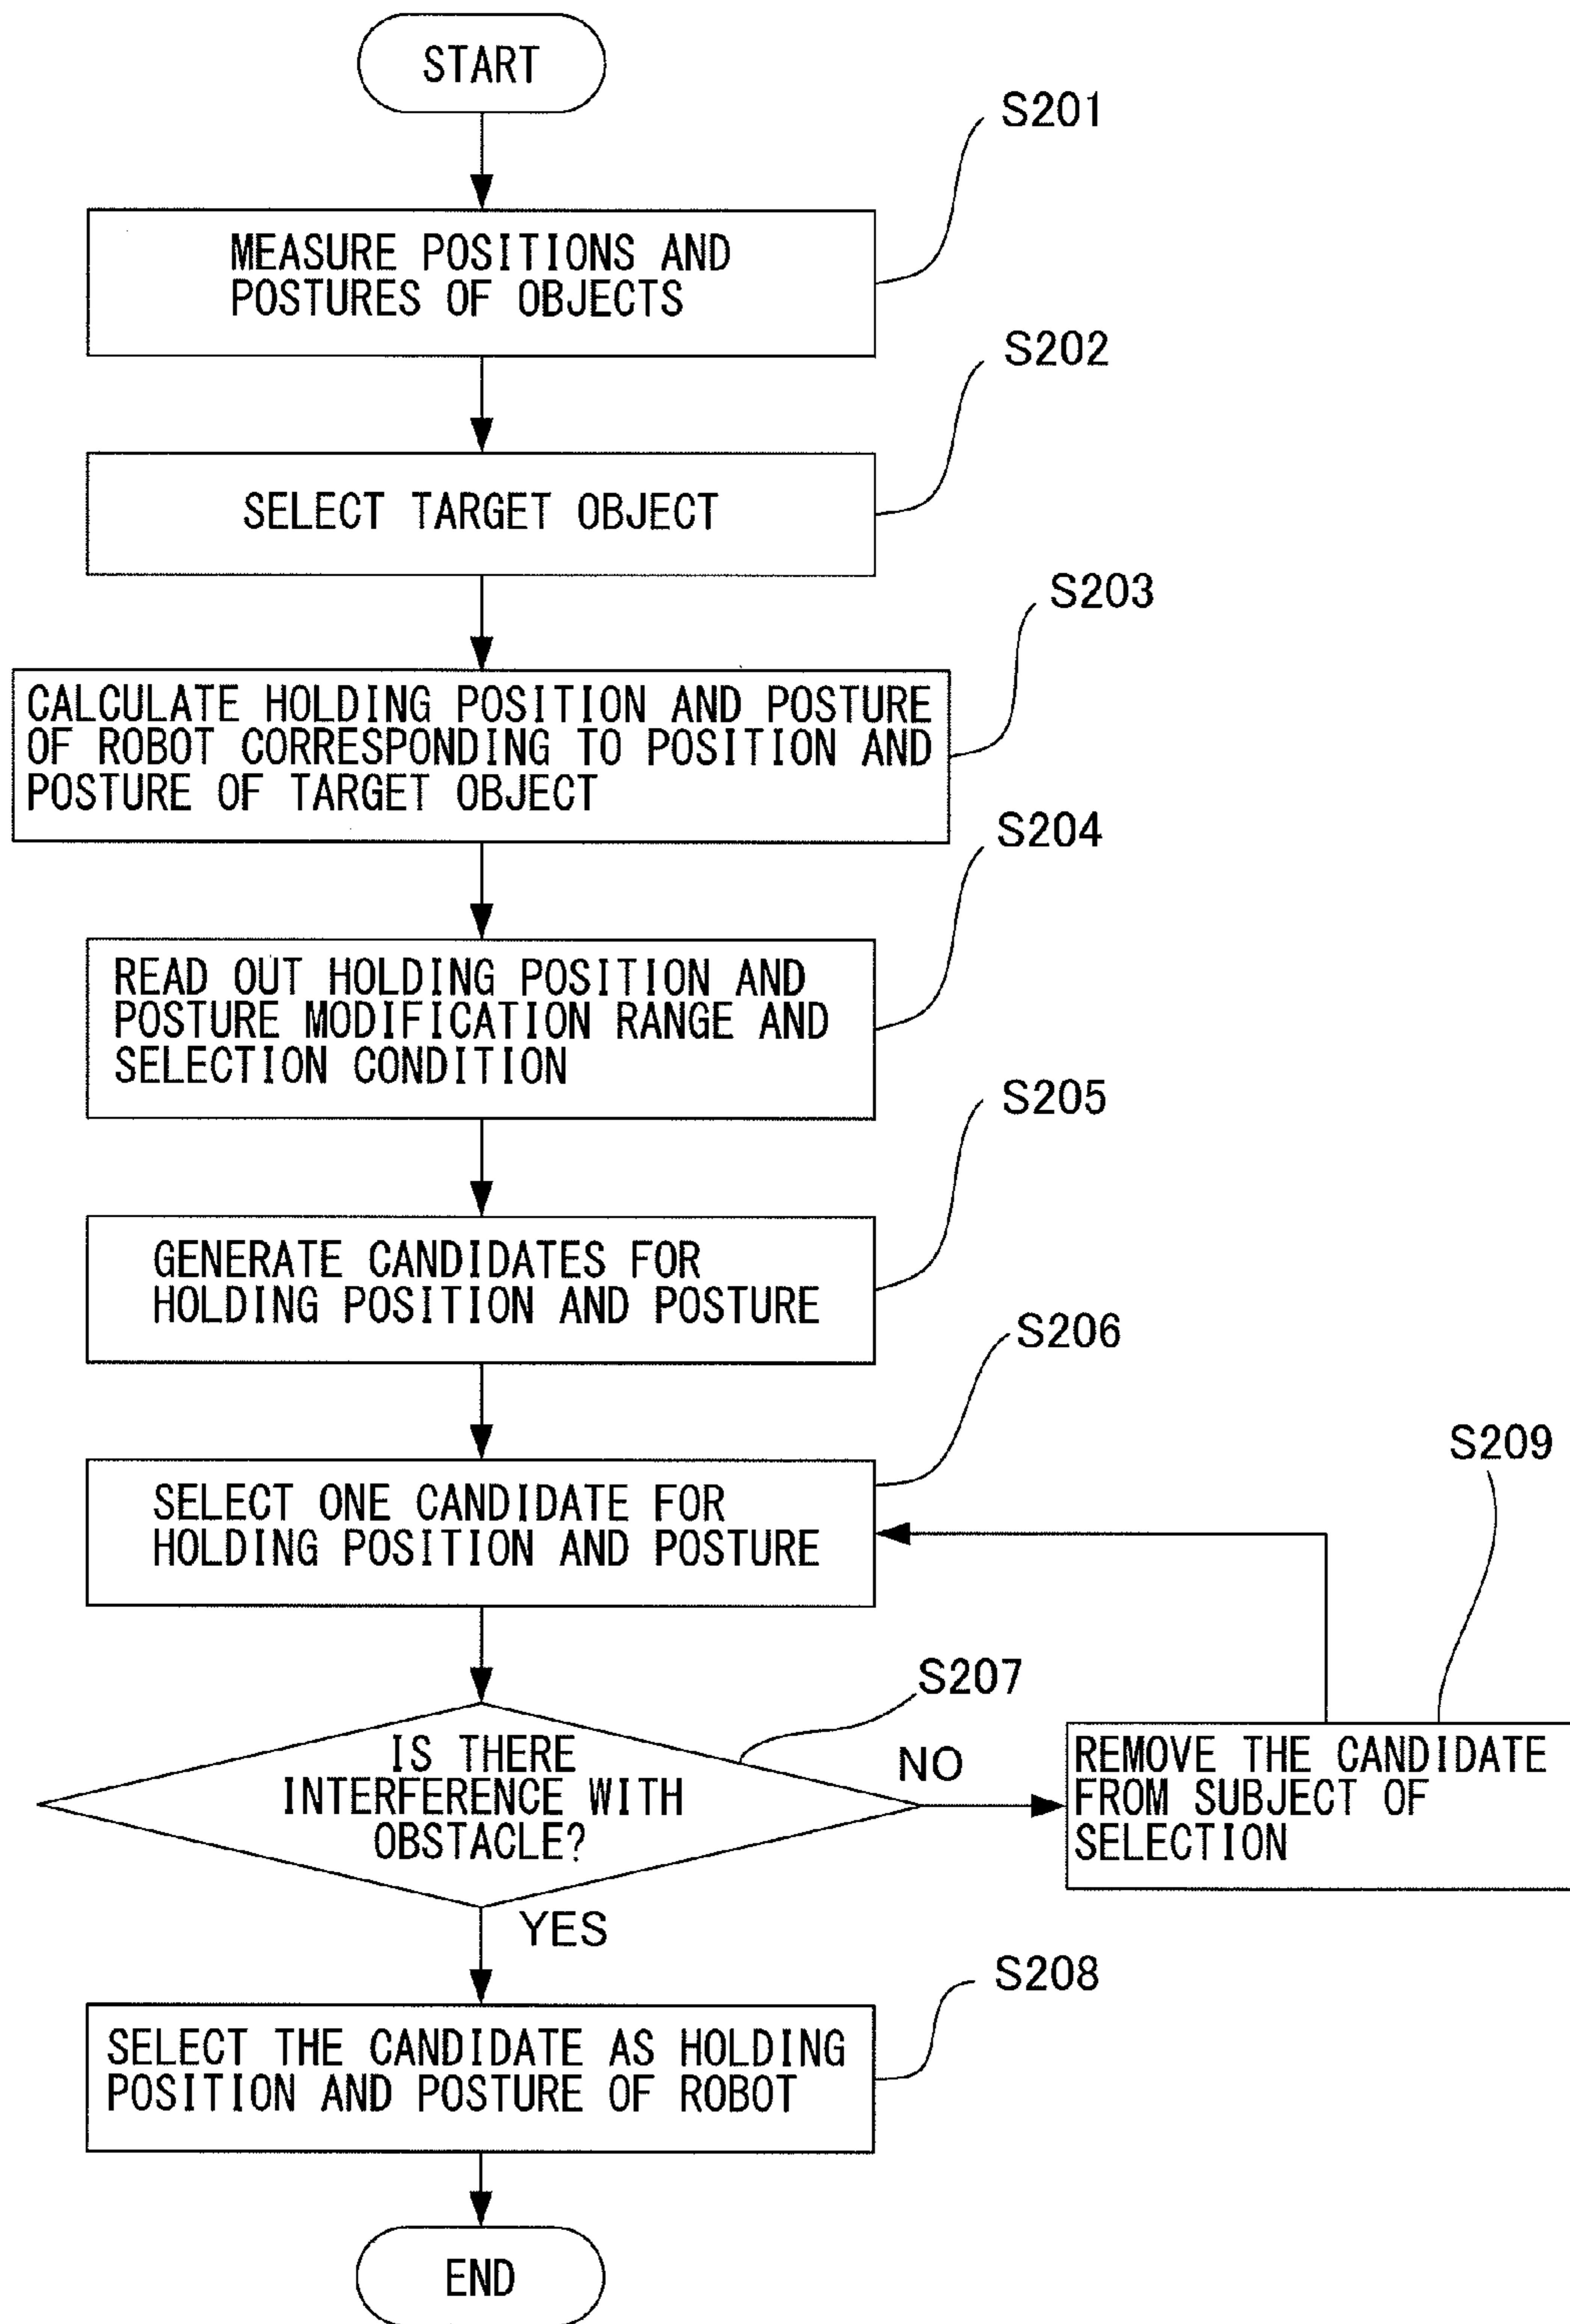 START
S201
MEASURE POSITIONS AND
POSTURES OF OBJECTS
S202
SELECT TARGET OBJECT
S203
CALCULATE HOLDING POSITION AND POSTURE
OF ROBOT CORRESPONDING TO POSITION AND
POSTURE OF TARGET OBJECT
S204
READ OUT HOLDING POSITION AND
POSTURE MODIFICATION RANGE AND
SELECTION CONDITION
S205
GENERATE CANDIDATES FOR
HOLDING POSITION AND POSTURE
S206
SELECT ONE CANDIDATE FOR
HOLDING POSITION AND POSTURE
S209
S207
IS THERE
INTERFERENCE WITH
OBSTACLE?
NO
REMOVE THE CANDIDATE
FROM SUBJECT OF
SELECTION
YES
S208
SELECT THE CANDIDATE AS HOLDING
POSITION AND POSTURE OF ROBOT
END